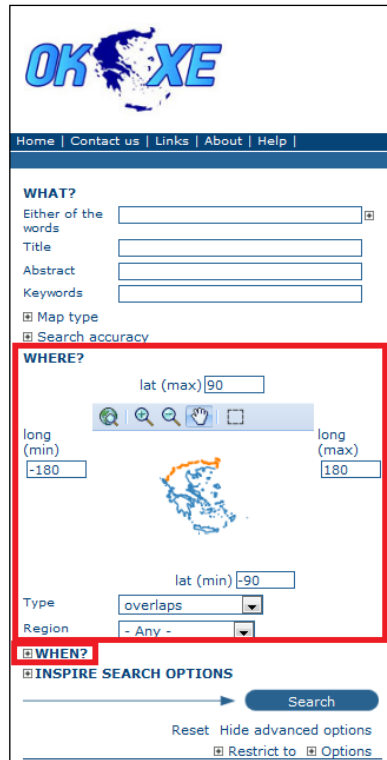 OK XE
Home | Contact us | Links | About | Help |
WHAT?
Either of the
words
Title
Abstract
Keywords
Map type
Search accuracy
WHERE?
lat (max) 90
long
(min)
-180
long
(max)
180
lat (min) -90
Type overlaps
Region - Any -
WHEN?
INSPIRE SEARCH OPTIONS
Search
Reset Hide advanced options
Restrict to Options